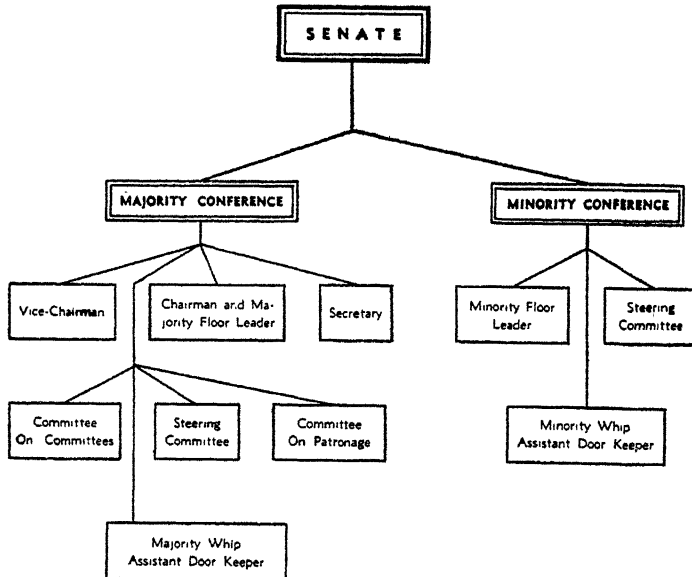 SENATE
MAJORITY CONFERENCE
MINORITY CONFERENCE
Vice-Chairman
Chairman and Ma-
jority Floor Leader
Secretary
Minority Floor
Leader
Steering
Committee
Committee
On Committees
Steering
Committee
Committee
On Patronage
Minority Whip
Assistant Door Keeper
Majority Whip
Assistant Door Keeper